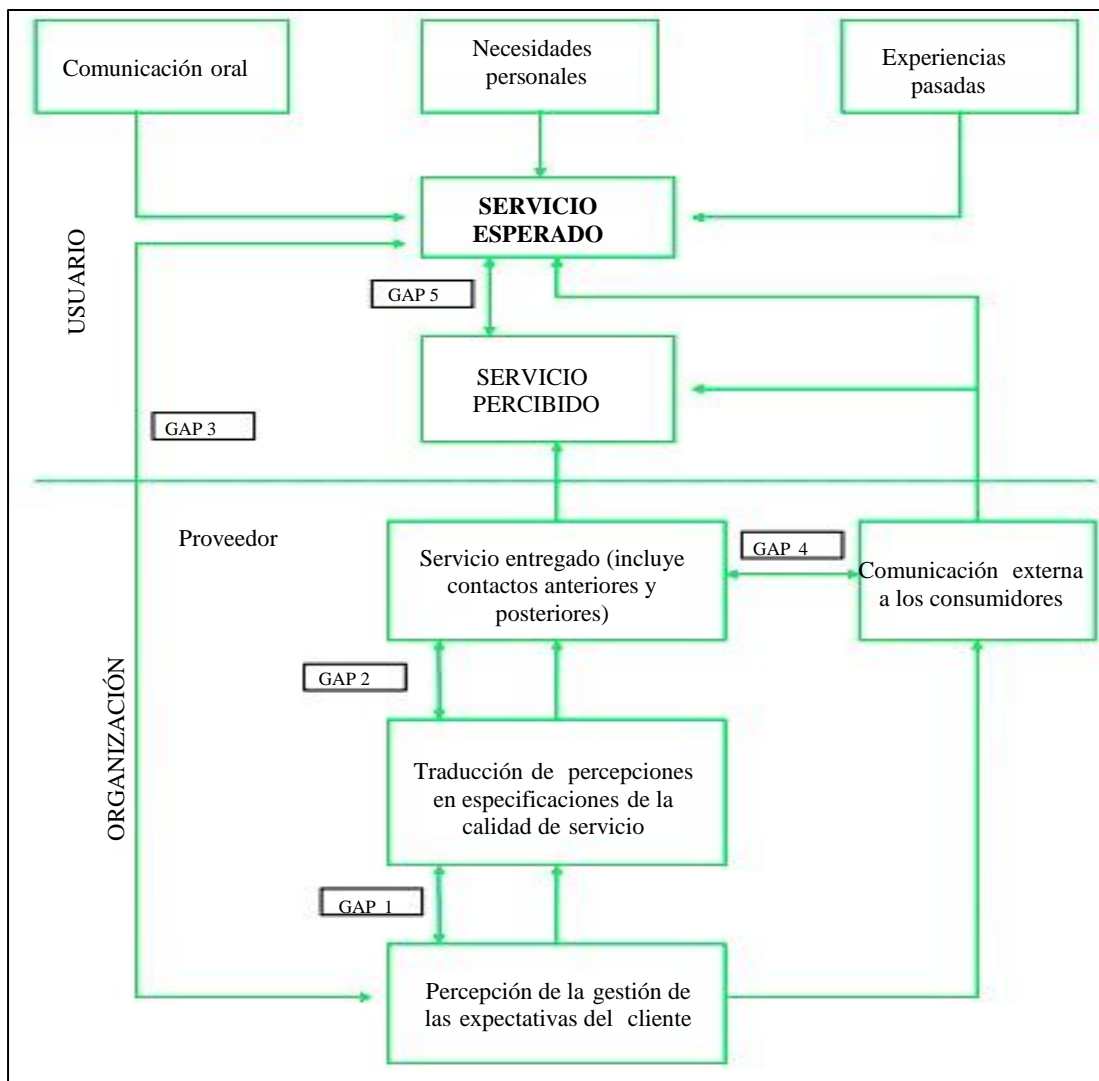 Comunicación oral
Necesidades
personales
Experiencias
pasadas
SERVICIO
ESPERADO
USUARIO
GAP 5
SERVICIO
PERCIBIDO
GAP 3
Proveedor
Servicio entregado (incluye
contactos anteriores y
posteriores)
GAP 4
Comunicación externa
a los consumidores
GAP 2
ORGANIZACIÓN
Traducción de percepciones
en especificaciones de la
calidad de servicio
GAP 1
Percepción de la gestión de
las expectativas del cliente